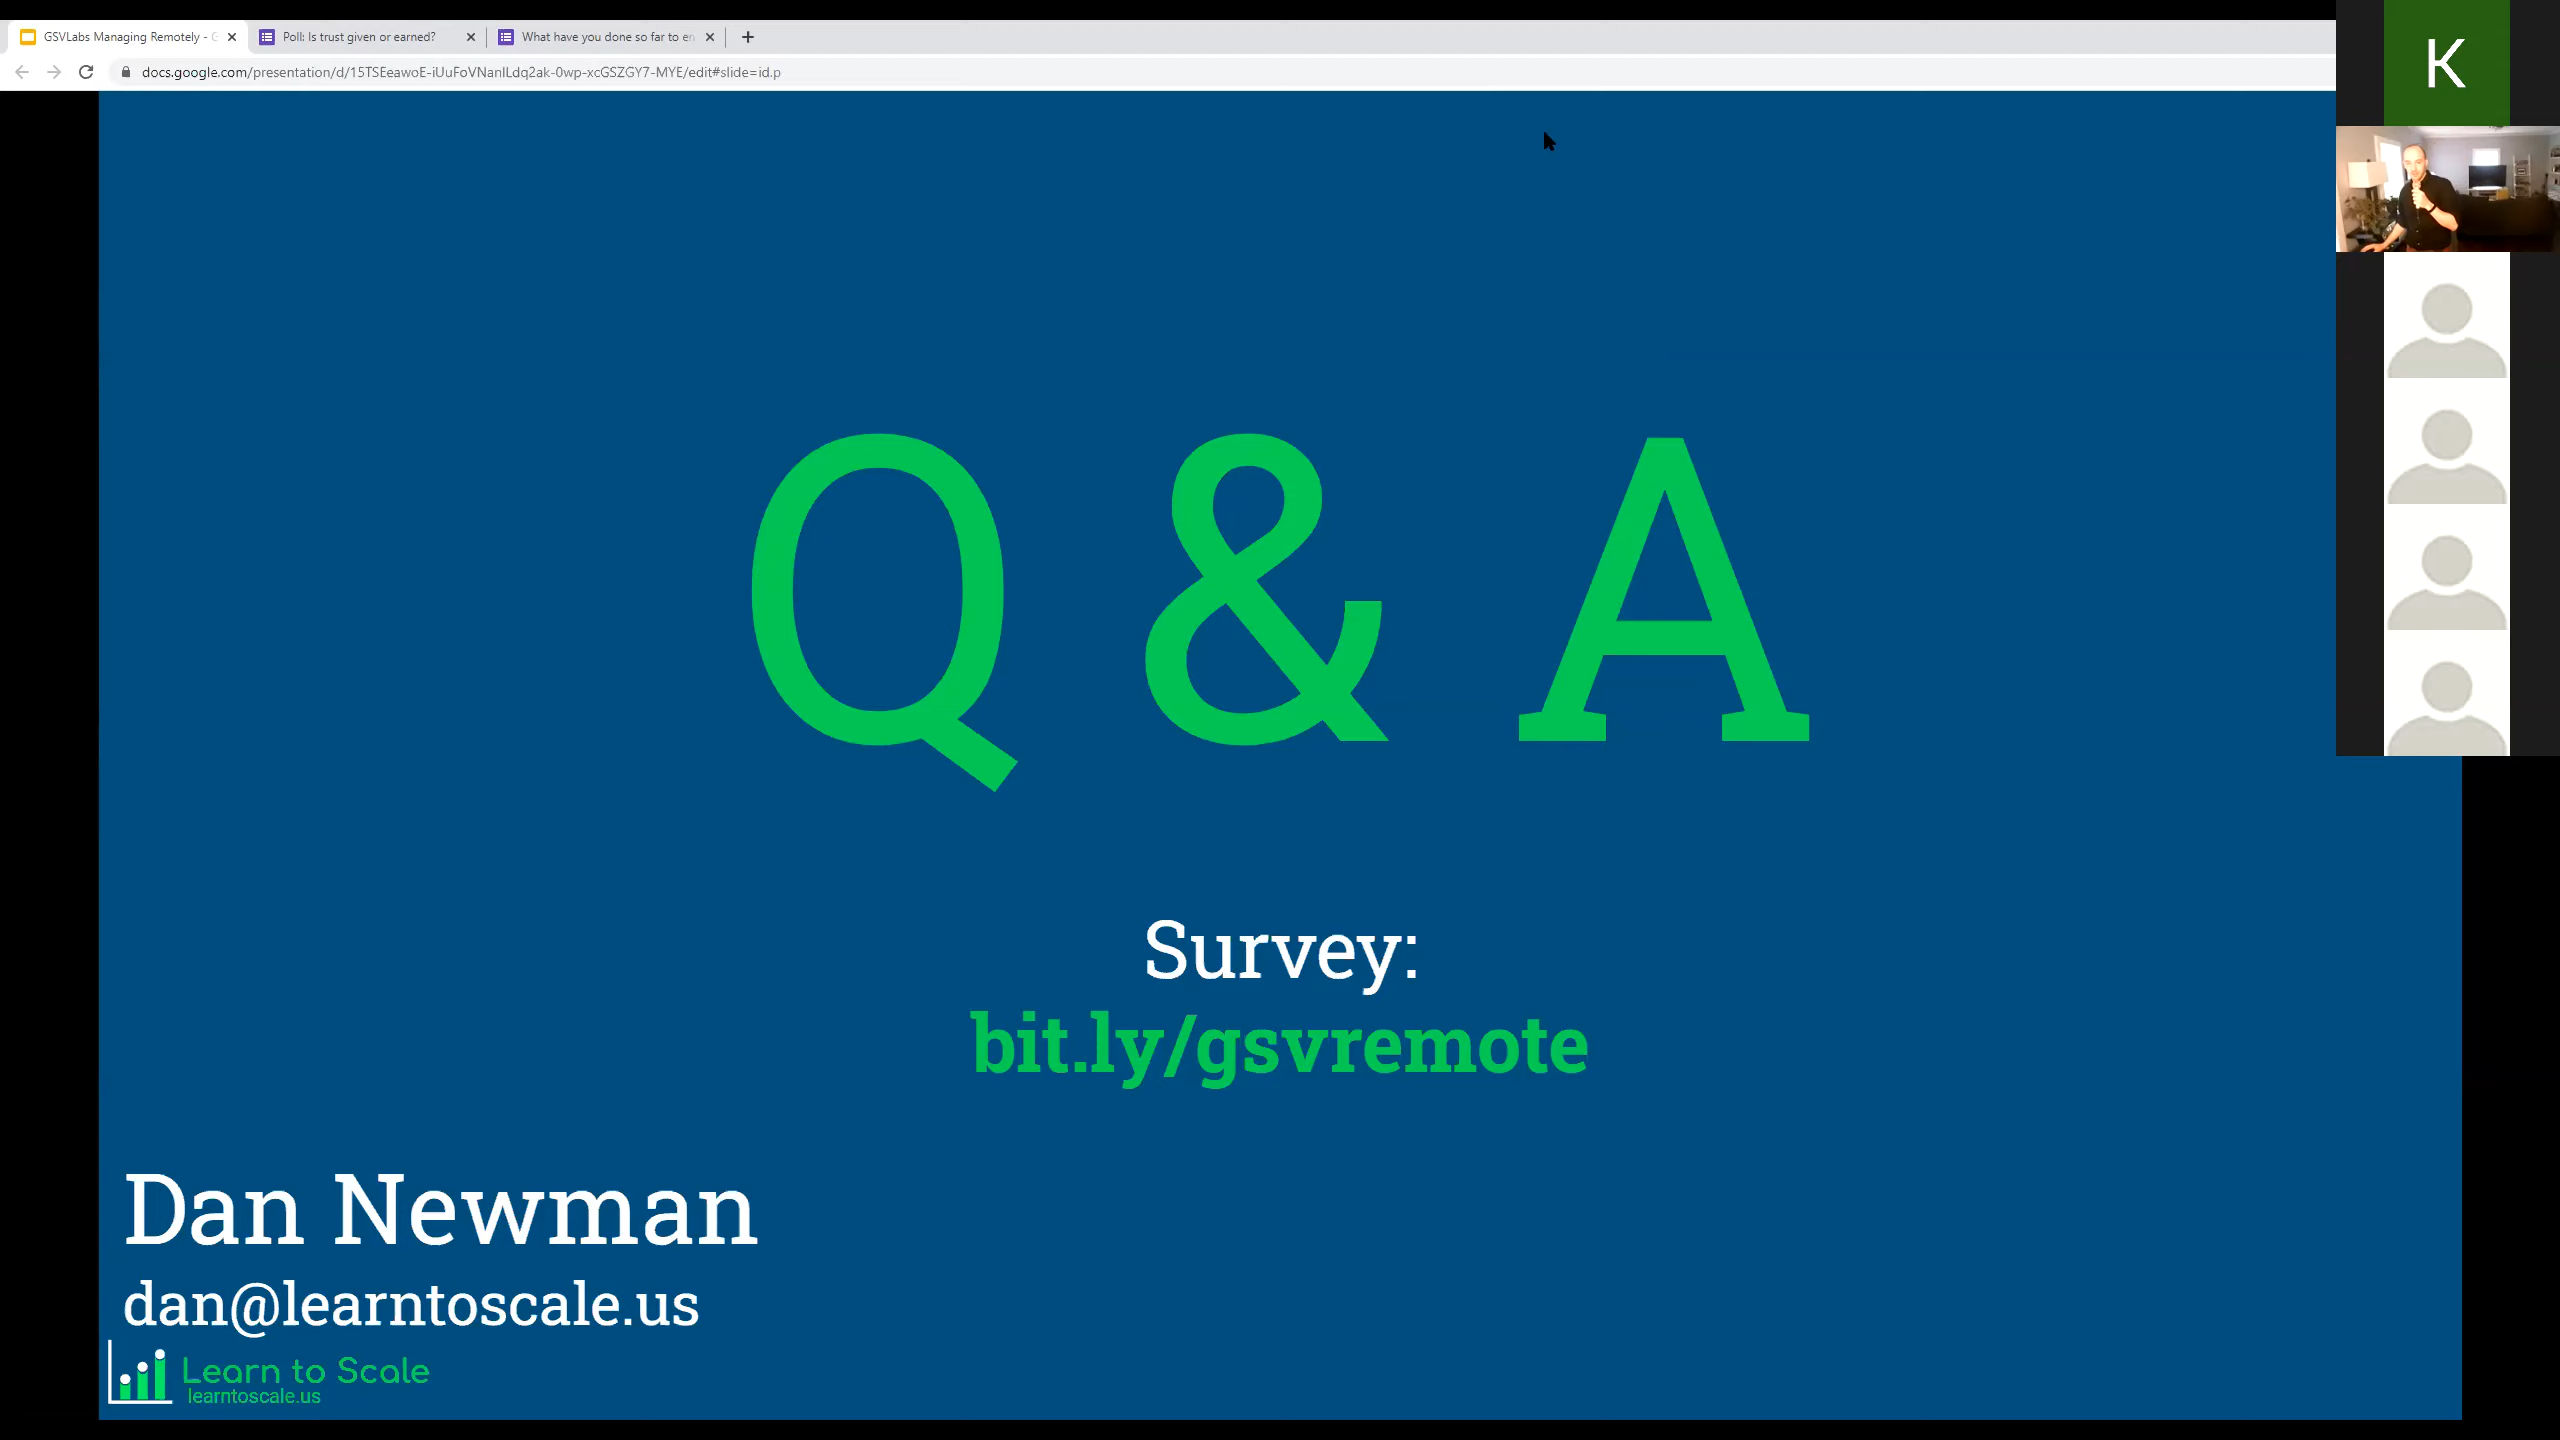 GSVLabs Managing Remotely - G
Poll: Is trust given or earned?
What have you done so far to en
docs.google.com/presentation/d/15TSEeawoE-iUuFoVNanlLdq2ak-0wp-xcGSZGY7-MYE/edit#slide=id.p
K
Q & A
Survey:
bit.ly/gsvremote
Dan Newman
dan@learntoscale.us
Learn to Scale
learntoscale.us